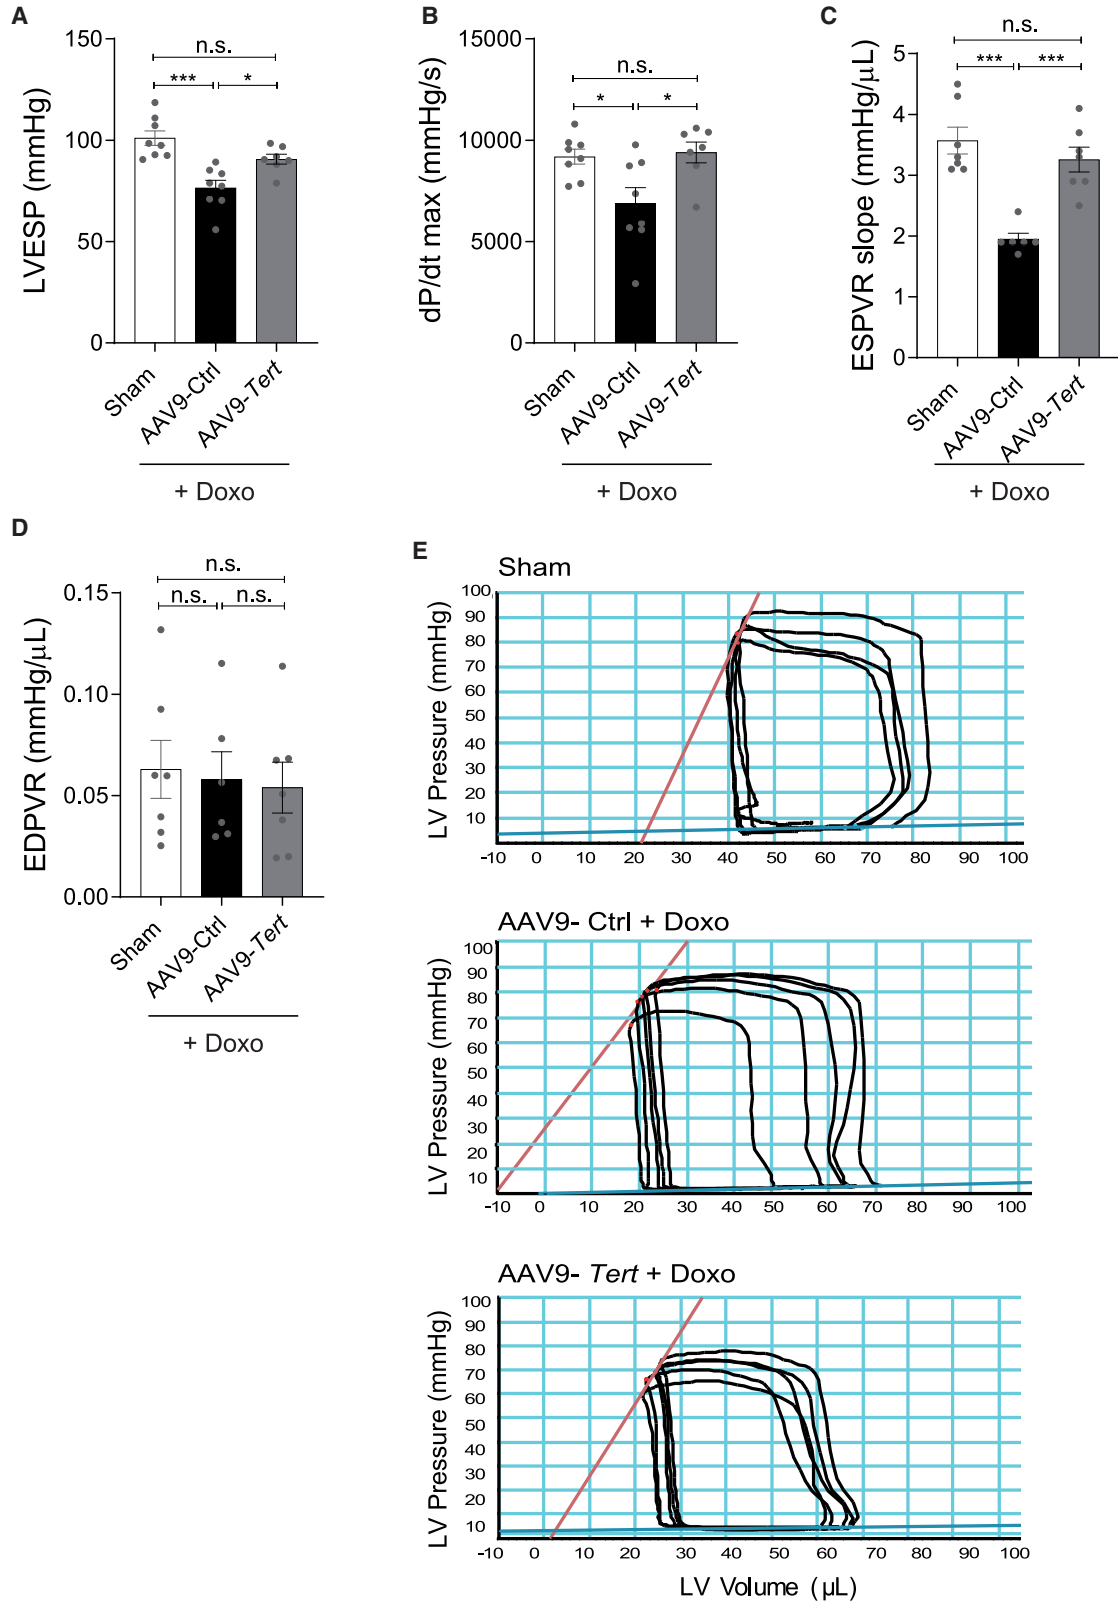 A
LVESP (mmHg)
150
100
50
0
n.s.
***
*
Sham
AAV9-Ctrl
AAV9-Tert
+ Doxo
B
dP/dt max (mmHg/s)
15000
10000
5000
0
n.s.
*
*
Sham
AAV9-Ctrl
AAV9-Tert
+ Doxo
C
ESPVR slope (mmHg/μL)
5
4
3
2
1
0
n.s.
***
***
Sham
AAV9-Ctrl
AAV9-Tert
+ Doxo
D
EDPVR (mmHg/μL)
0.15
0.10
0.05
0.00
n.s.
n.s.
n.s.
Sham
AAV9-Ctrl
AAV9-Tert
+ Doxo
E
Sham
LV Pressure (mmHg)
100
90
80
70
60
50
40
30
20
10
-10 0 10 20 30 40 50 60 70 80 90 100
AAV9- Ctrl + Doxo
LV Pressure (mmHg)
100
90
80
70
60
50
40
30
20
10
-10 0 10 20 30 40 50 60 70 80 90 100
AAV9- Tert + Doxo
LV Pressure (mmHg)
100
90
80
70
60
50
40
30
20
10
-10 0 10 20 30 40 50 60 70 80 90 100
LV Volume (μL)